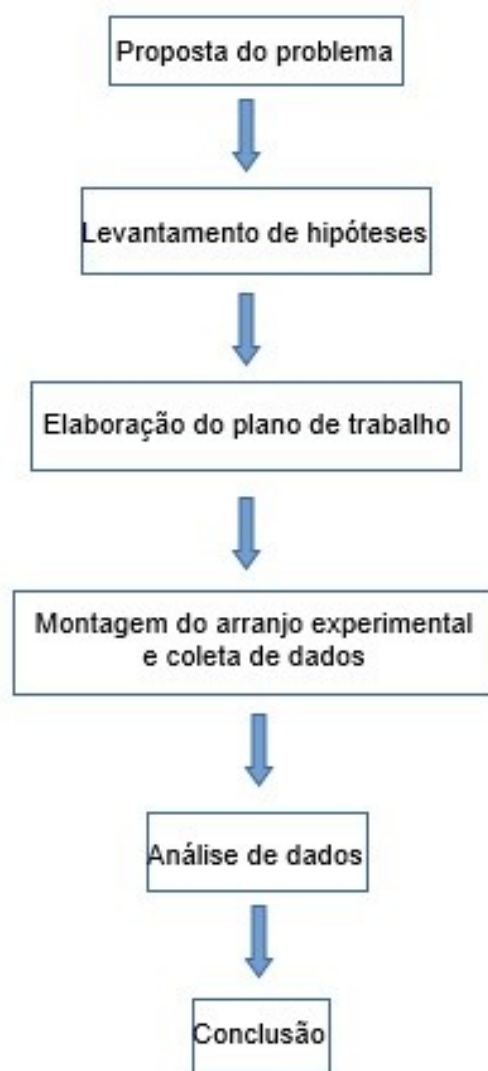 Proposta do problema
Levantamento de hipóteses
Elaboração do plano de trabalho
Montagem do arranjo experimental
e coleta de dados
Análise de dados
Conclusão